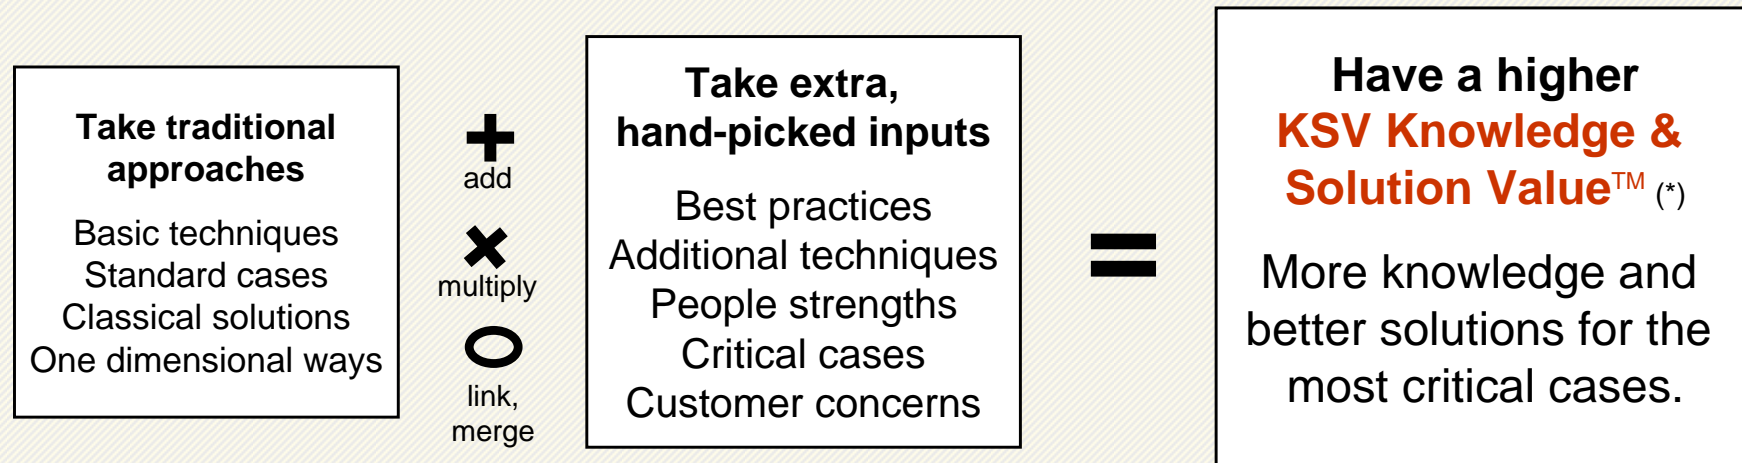 Take traditional
approaches
Basic techniques
Standard cases
Classical solutions
One dimensional ways
+
add
×
multiply
link,
merge
Take extra,
hand-picked inputs
Best practices
Additional techniques
People strengths
Critical cases
Customer concerns
=
Have a higher
KSV Knowledge &
Solution Value™ (*)
More knowledge and
better solutions for the
most critical cases.